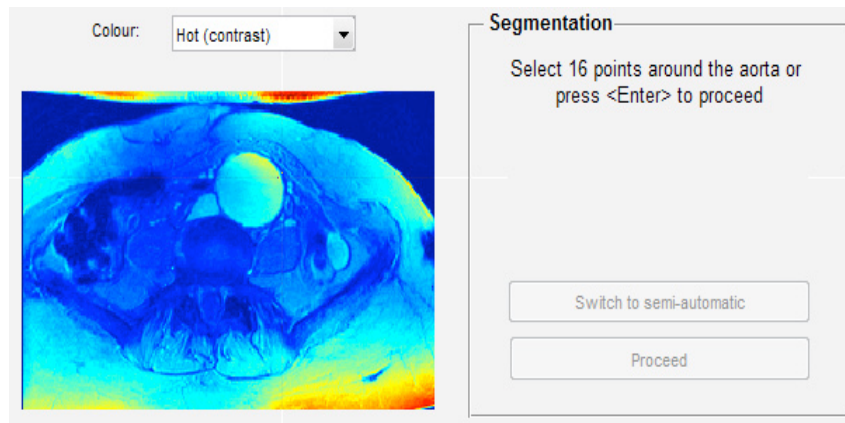 Colour:
Hot (contrast)
Segmentation
Select 16 points around the aorta or
press <Enter> to proceed
Switch to semi-automatic
Proceed